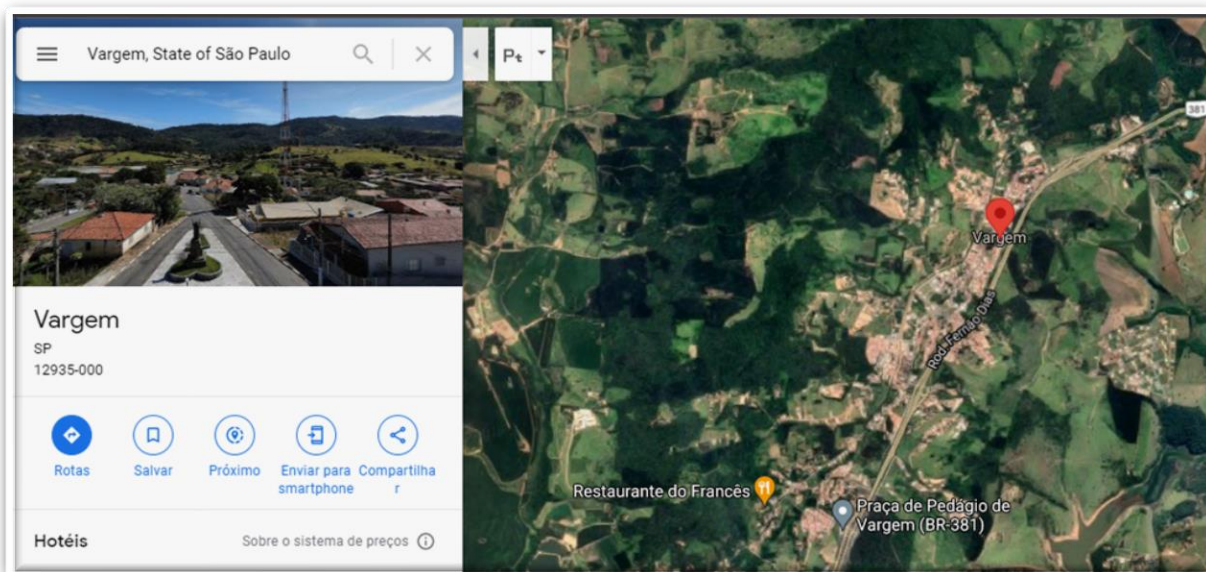 Vargem, State of São Paulo
Vargem
SP
12935-000
Rotas
Salvar
Próximo
Enviar para
smartphone
Compartilha
r
Hotéis
Sobre o sistema de preços
381
Vargem
Rod. Fernão Dias
Restaurante do Francês
Praça de Pedágio de
Vargem (BR-381)